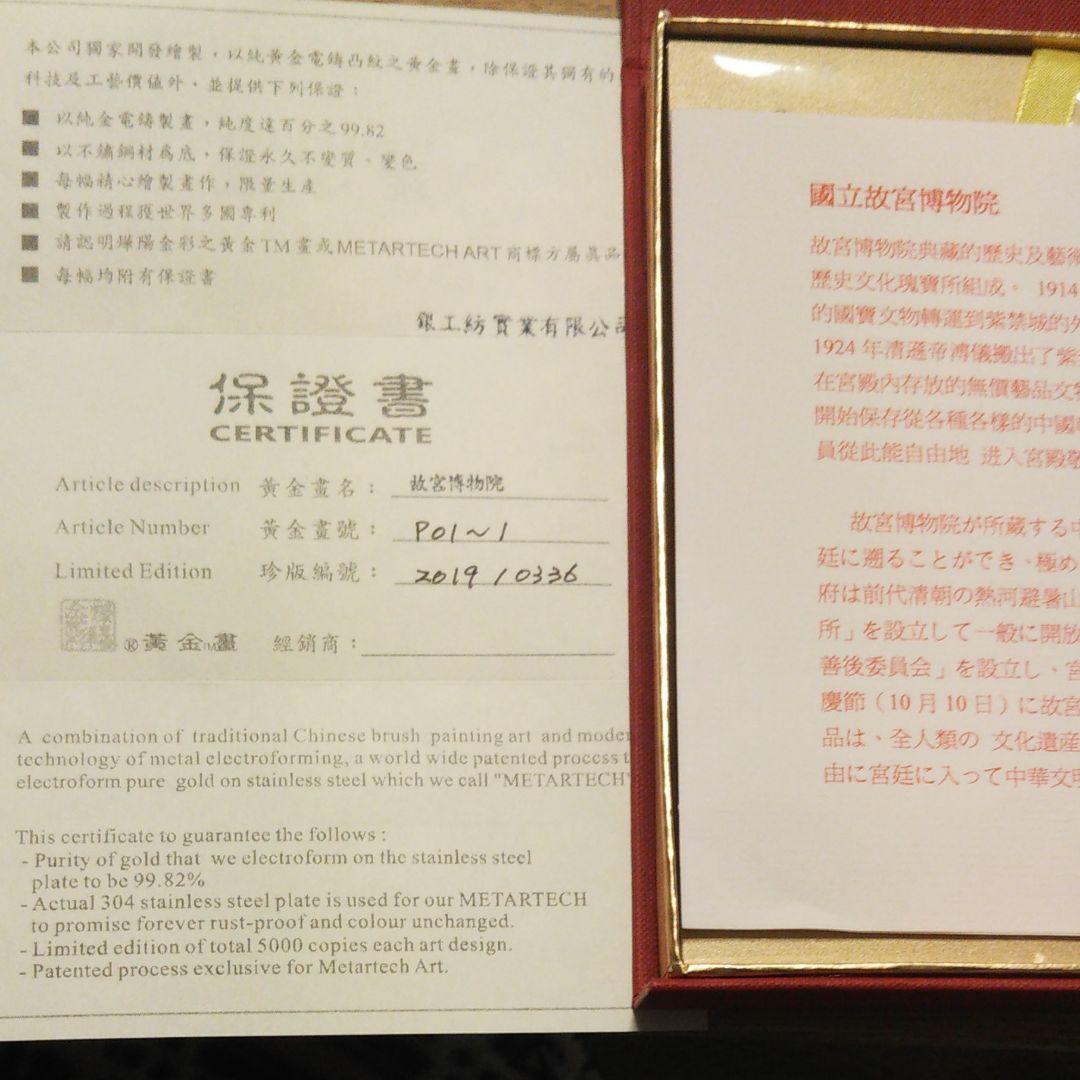 本公司獨家開發繪製，以純黃金電鑄凸紋之黃金畫，除保證其獨有的
科技及工藝價值外，並提供下列保證：
以純金電鑄製畫，純度達百分之99.82
以不鏽鋼材為底，保證永久不變質、變色
每幅精心繪製畫作，限量生產
製作過程獲世界多國專利
請認明燁陽金彩之黃金TM畫或METARTECH ART商標方屬真品
每幅均附有保證書
銀工紡實業有限公司
保證書
CERTIFICATE
Article description 黃金畫名： 故宮博物院
Article Number 黃金畫號： P01~1
Limited Edition 珍版編號： 2019 / 0336
®黃金畫TM 經銷商：
A combination of traditional Chinese brush painting art and moder
technology of metal electroforming, a world wide patented process t
electroform pure gold on stainless steel which we call "METARTECH"
This certificate to guarantee the follows :
- Purity of gold that we electroform on the stainless steel
plate to be 99.82%
- Actual 304 stainless steel plate is used for our METARTECH
to promise forever rust-proof and colour unchanged.
- Limited edition of total 5000 copies each art design.
- Patented process exclusive for Metartech Art.
國立故宮博物院
故宮博物院典藏的歷史及藝術
歷史文化瑰寶所組成。 1914
的國寶文物轉運到紫禁城的外
1924 年清遜帝溥儀搬出了紫
在宮殿內存放的無價藝品文物
開始保存從各種各樣的中國
員從此能自由地 进入宮殿
故宮博物院が所蔵する中
廷に遡ることができ、極め
府は前代清朝の熱河避暑山
所」を設立して一般に開放
善後委員会」を設立し、宮
慶節（10月10日）に故宮
品は、全人類の 文化遺産
由に宮廷に入って中華文明